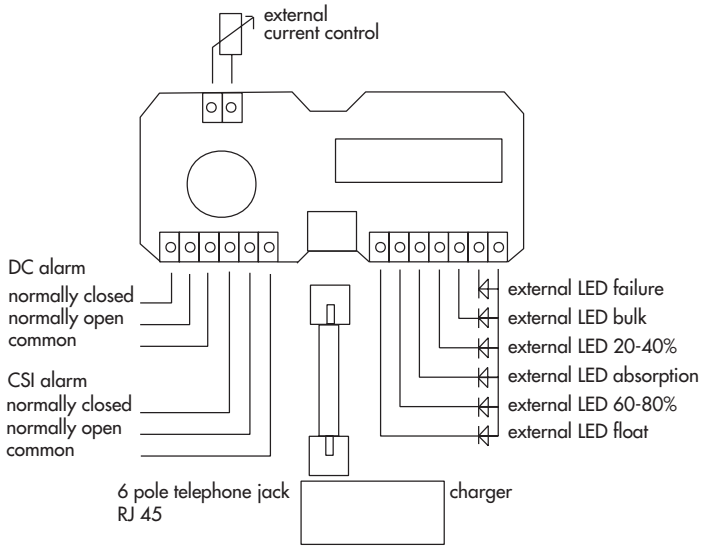 external
current control
DC alarm
normally closed
normally open
common
CSI alarm
normally closed
normally open
common
external LED failure
external LED bulk
external LED 20-40%
external LED absorption
external LED 60-80%
external LED float
6 pole telephone jack
RJ 45
charger